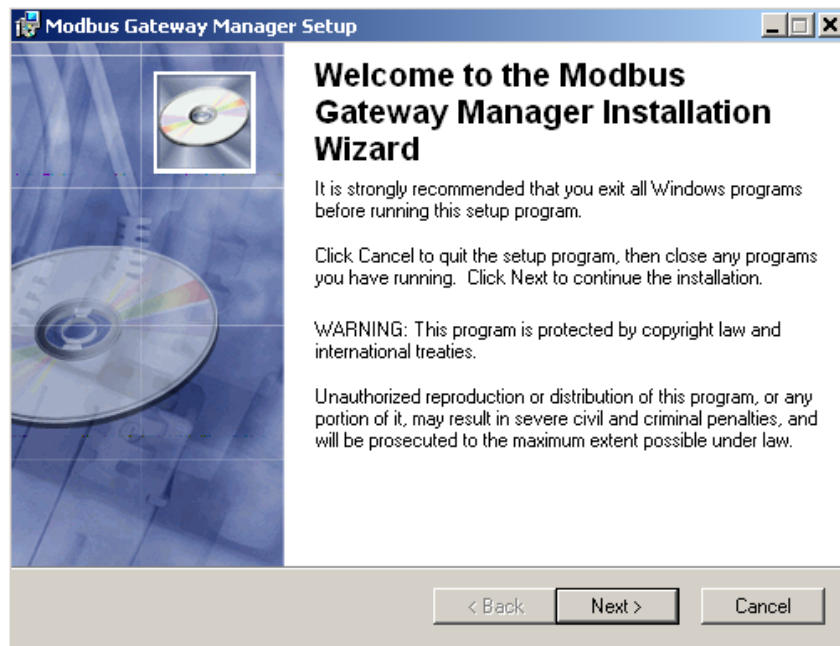 Modbus Gateway Manager Setup
Welcome to the Modbus
Gateway Manager Installation
Wizard
It is strongly recommended that you exit all Windows programs
before running this setup program.
Click Cancel to quit the setup program, then close any programs
you have running.  Click Next to continue the installation.
WARNING: This program is protected by copyright law and
international treaties.
Unauthorized reproduction or distribution of this program, or any
portion of it, may result in severe civil and criminal penalties, and
will be prosecuted to the maximum extent possible under law.
< Back Next > Cancel